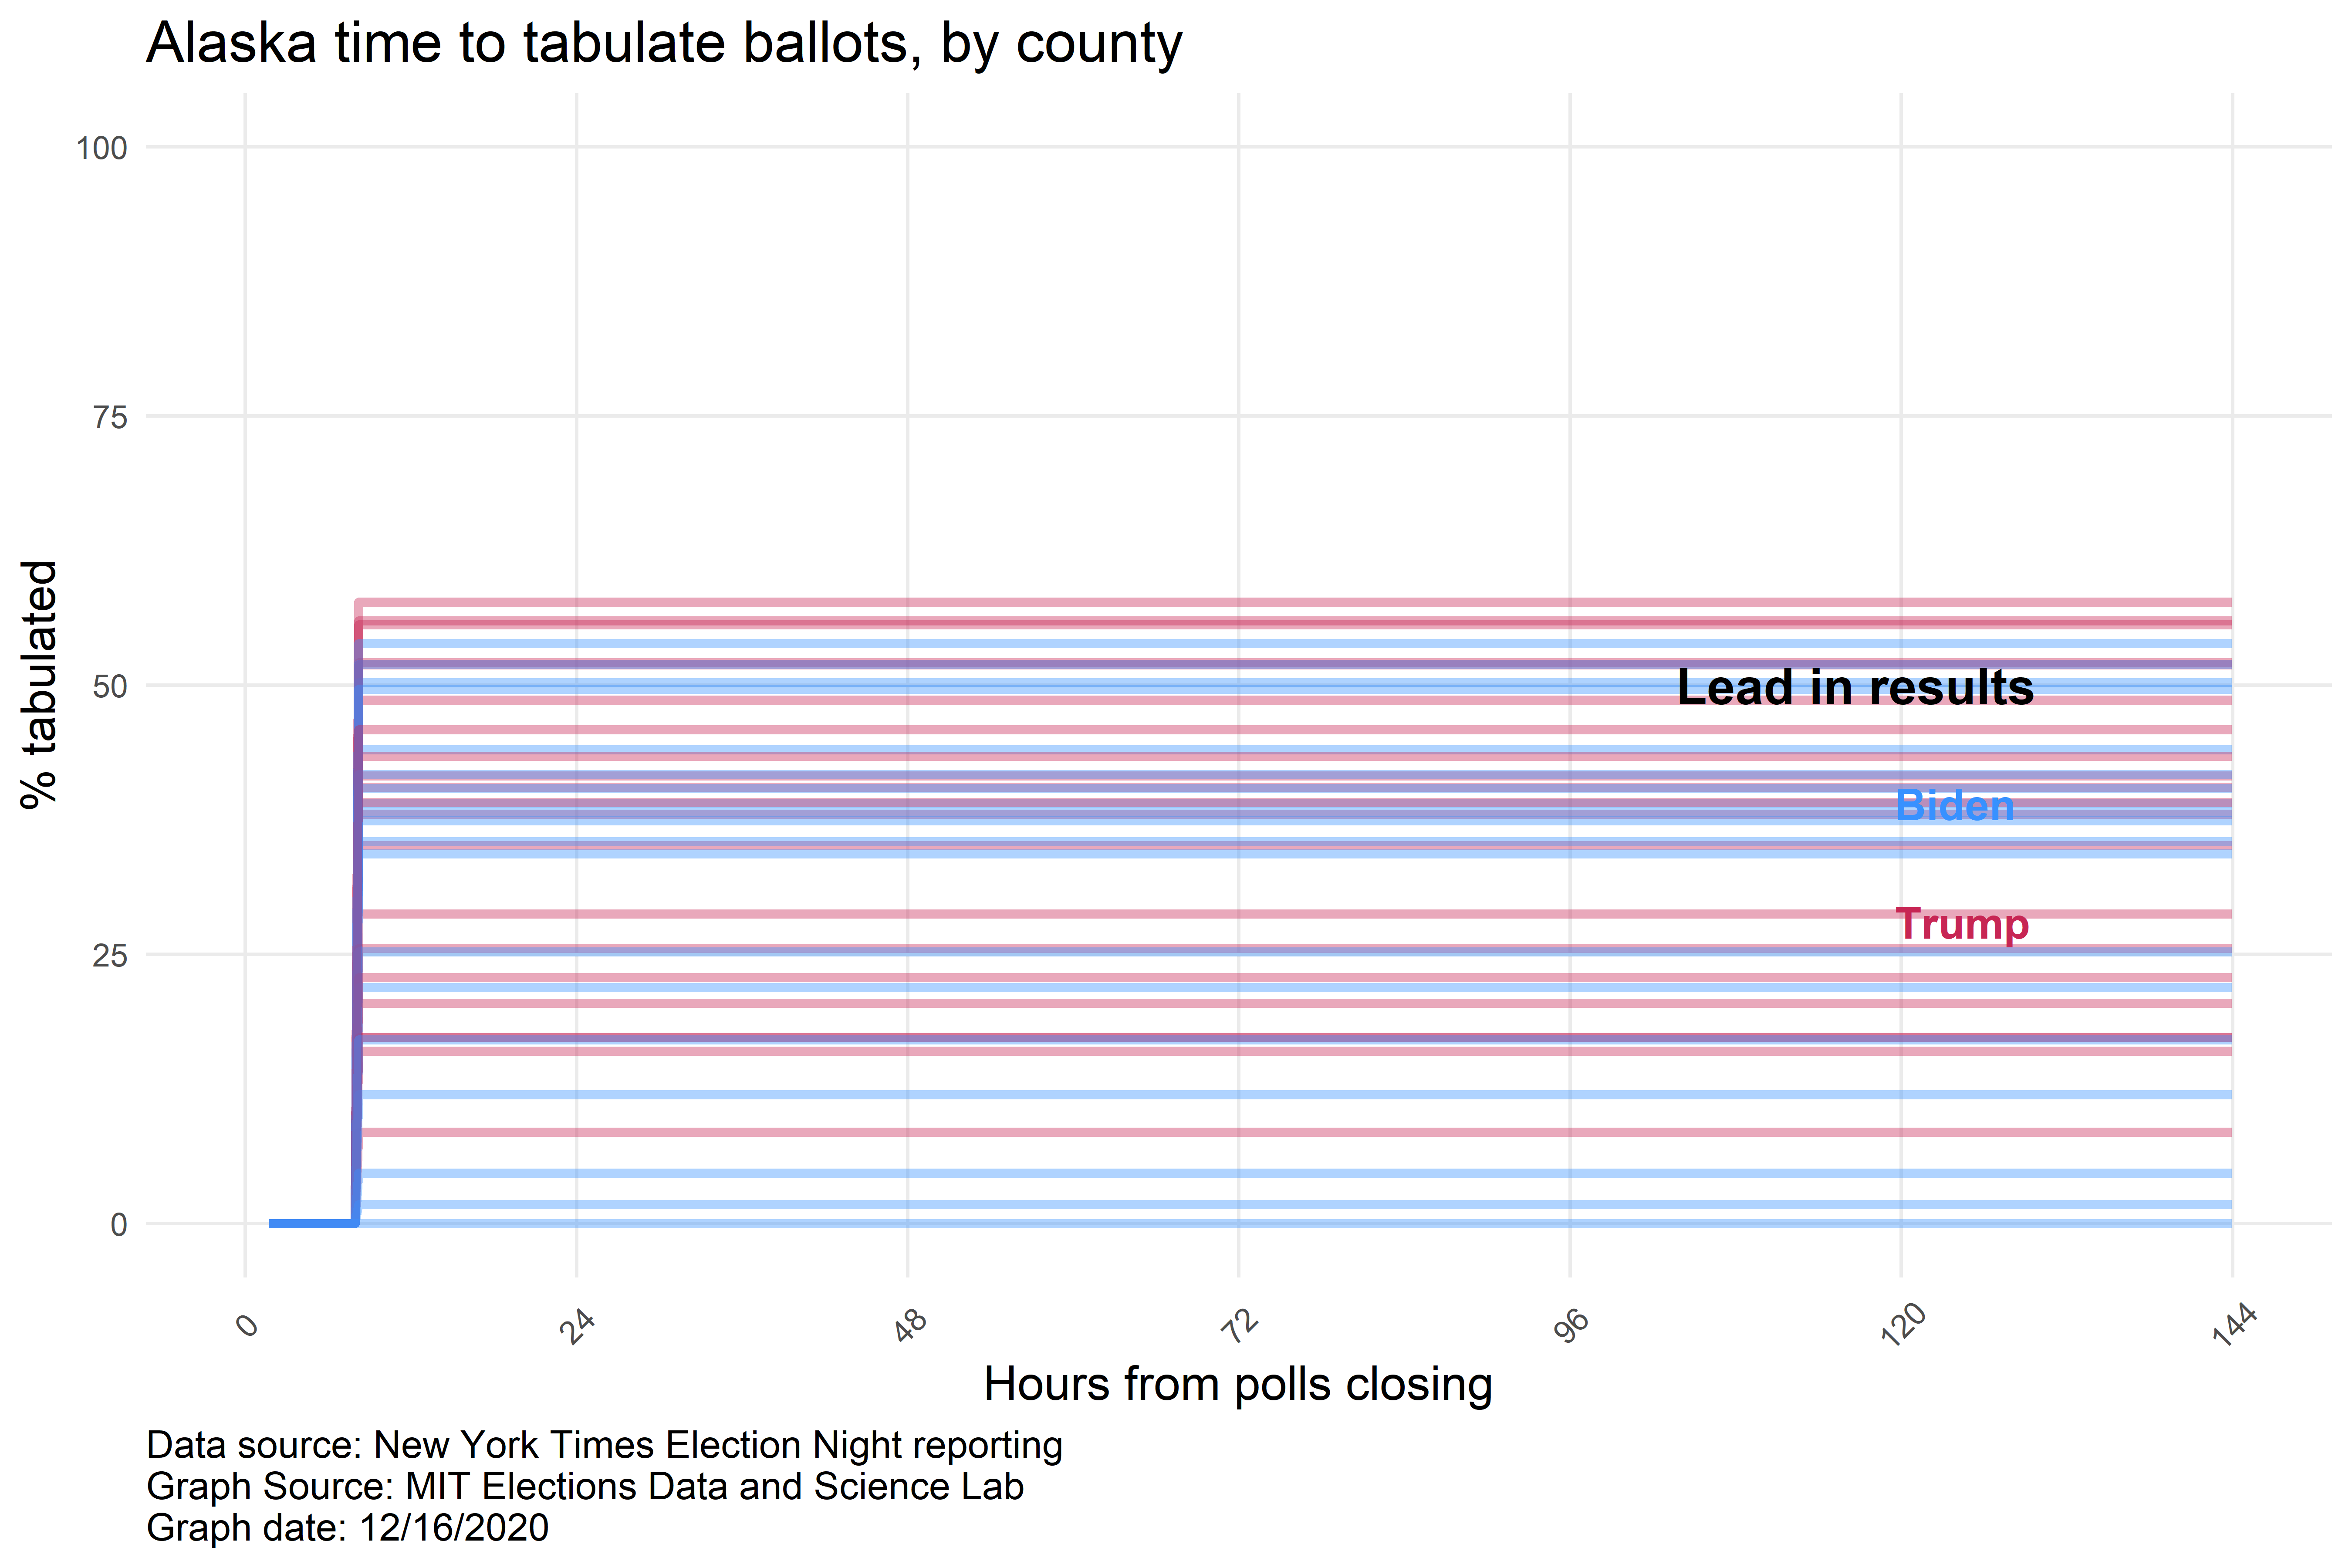 Alaska time to tabulate ballots, by county
100
75
50
25
0
% tabulated
Lead in results
Biden
Trump
0
24
48
72
96
120
144
Hours from polls closing
Data source: New York Times Election Night reporting
Graph Source: MIT Elections Data and Science Lab
Graph date: 12/16/2020